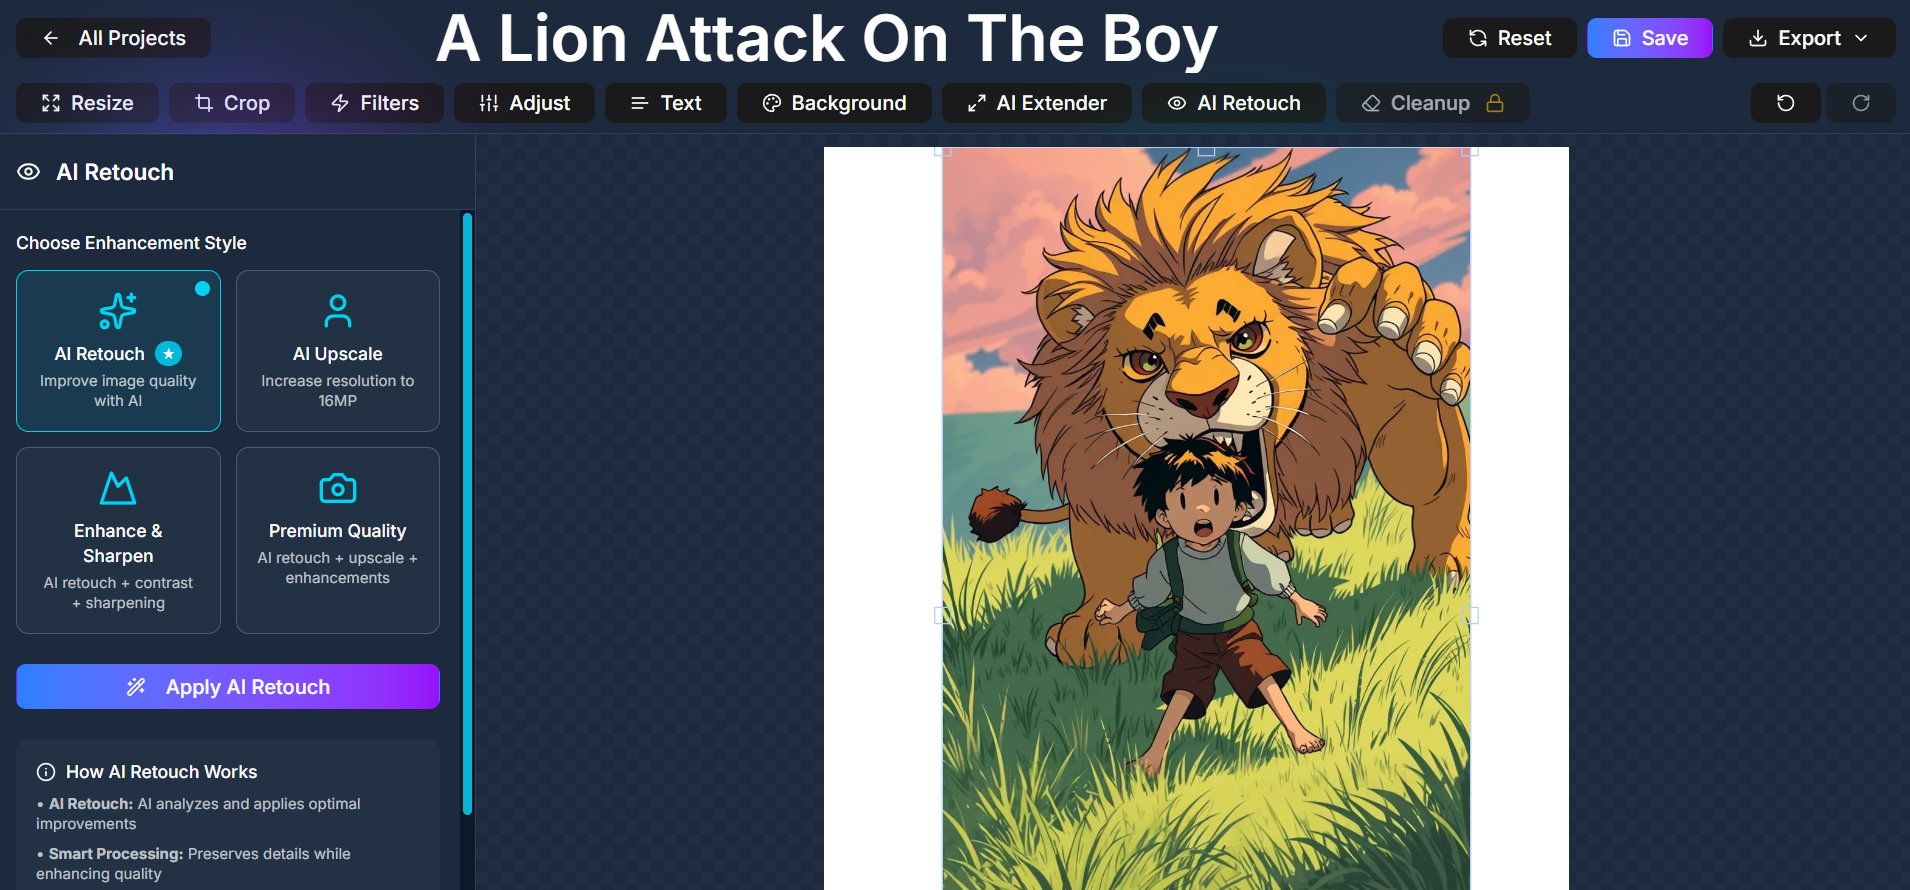 All Projects
A Lion Attack On The Boy
Reset
Save
Export
Resize
Crop
Filters
Adjust
Text
Background
AI Extender
AI Retouch
Cleanup
AI Retouch
Choose Enhancement Style
AI Retouch
Improve image quality
with AI
AI Upscale
Increase resolution to
16MP
Enhance &
Sharpen
AI retouch + contrast
+ sharpening
Premium Quality
AI retouch + upscale +
enhancements
Apply AI Retouch
How AI Retouch Works
• AI Retouch: AI analyzes and applies optimal
improvements
• Smart Processing: Preserves details while
enhancing quality